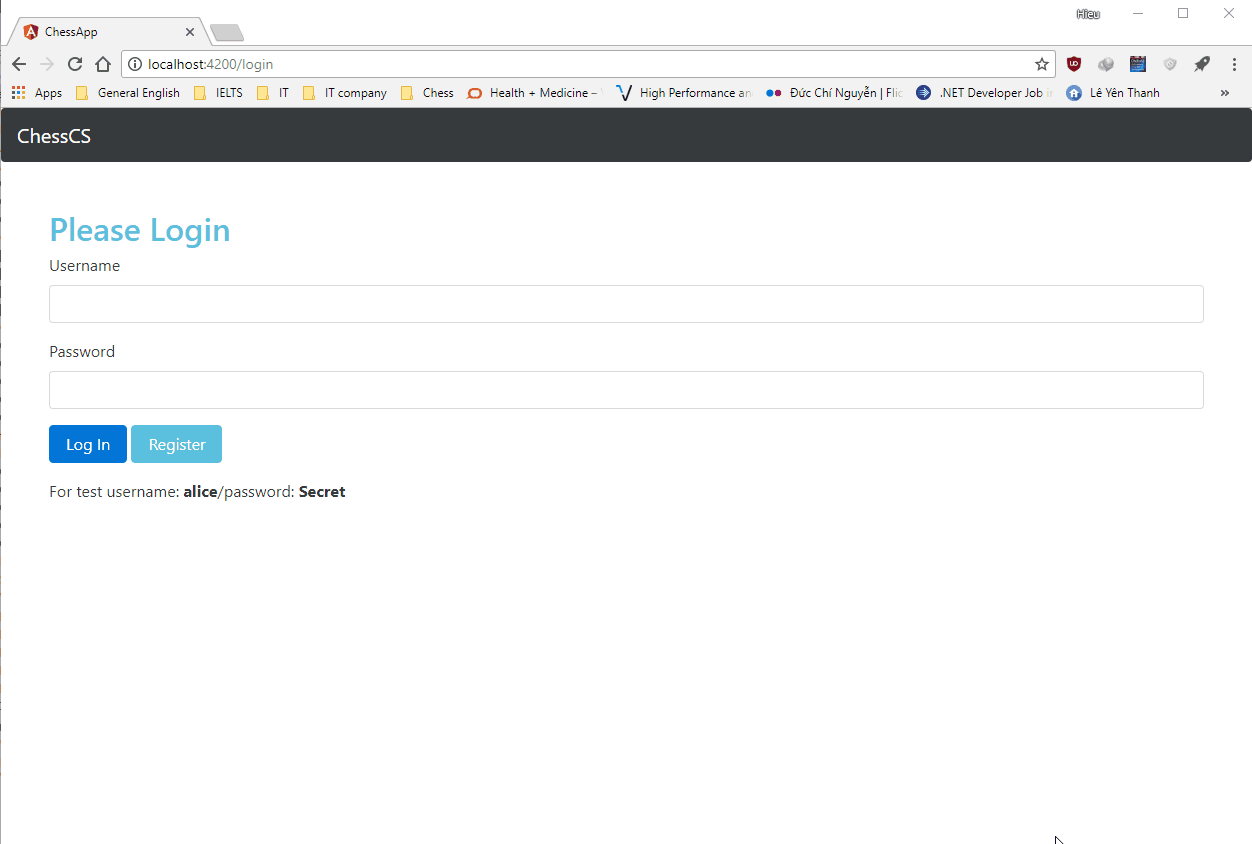 Hieu
ChessApp
localhost:4200/login
Apps General English IELTS IT IT company Chess Health + Medicine – High Performance an Đức Chí Nguyễn | Flic .NET Developer Job in Lê Yên Thanh »
ChessCS
Please Login
Username
Password
Log In Register
For test username: alice/password: Secret